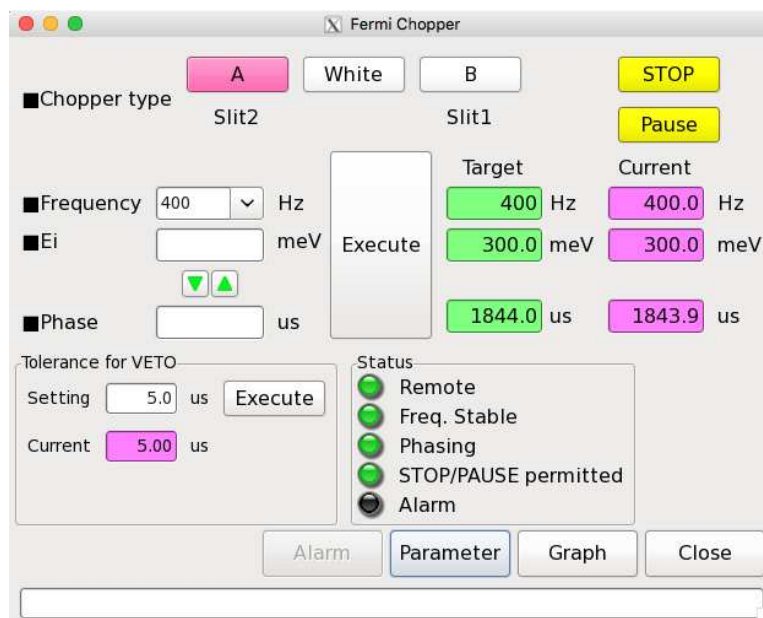 Fermi Chopper
A White B STOP
■Chopper type
Slit2 Slit1 Pause
Target Current
■Frequency 400 Hz 400 Hz 400.0 Hz
■Ei meV Execute 300.0 meV 300.0 meV
■Phase us 1844.0 us 1843.9 us
Tolerance for VETO Status
Setting 5.0 us Execute Remote
Freq. Stable
Current 5.00 us Phasing
STOP/PAUSE permitted
Alarm
Alarm Parameter Graph Close